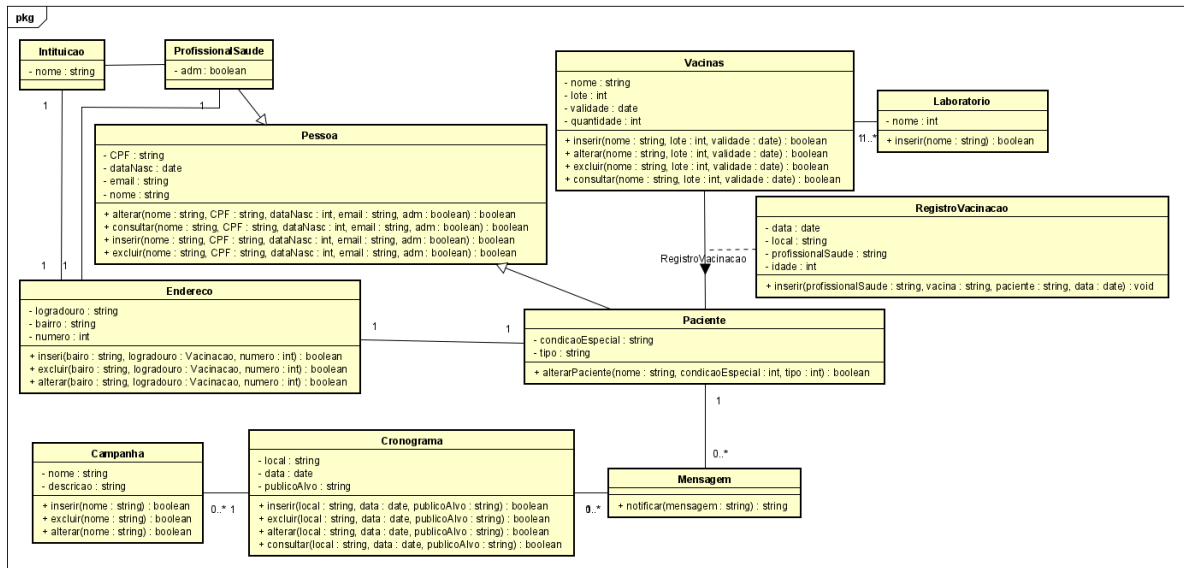 pkg
Intituicao
- nome : string
ProfissionalSaude
- adm : boolean
Vacinas
- nome : string
- lote : int
- validade : date
- quantidade : int
+ inserir(nome : string, lote : int, validade : date) : boolean
+ alterar(nome : string, lote : int, validade : date) : boolean
+ excluir(nome : string, lote : int, validade : date) : boolean
+ consultar(nome : string, lote : int, validade : date) : boolean
Laboratorio
- nome : int
+ inserir(nome : string) : boolean
1
1..*
1
1
Pessoa
- CPF : string
- dataNasc : date
- email : string
- nome : string
+ alterar(nome : string, CPF : string, dataNasc : int, email : string, adm : boolean) : boolean
+ consultar(nome : string, CPF : string, dataNasc : int, email : string, adm : boolean) : boolean
+ inserir(nome : string, CPF : string, dataNasc : int, email : string, adm : boolean) : boolean
+ excluir(nome : string, CPF : string, dataNasc : int, email : string, adm : boolean) : boolean
RegistroVacinacao
- data : date
- local : string
- profissionalSaude : string
- idade : int
+ inserir(profissionalSaude : string, vacina : string, paciente : string, data : date) : void
RegistroVacinacao
1
1
Endereco
- logradouro : string
- bairro : string
- numero : int
+ inseri(bairo : string, logradouro : Vacinacao, numero : int) : boolean
+ excluir(bairo : string, logradouro : Vacinacao, numero : int) : boolean
+ alterar(bairo : string, logradouro : Vacinacao, numero : int) : boolean
1
1
Paciente
- condicaoEspecial : string
- tipo : string
+ alterarPaciente(nome : string, condicaoEspecial : int, tipo : int) : boolean
1
0..*
Campanha
- nome : string
- descricao : string
+ inserir(nome : string) : boolean
+ excluir(nome : string) : boolean
+ alterar(nome : string) : boolean
0..*
1
Cronograma
- local : string
- data : date
- publicoAlvo : string
+ inserir(local : string, data : date, publicoAlvo : string) : boolean
+ excluir(local : string, data : date, publicoAlvo : string) : boolean
+ alterar(local : string, data : date, publicoAlvo : string) : boolean
+ consultar(local : string, data : date, publicoAlvo : string) : boolean
Mensagem
+ notificar(mensagem : string) : string